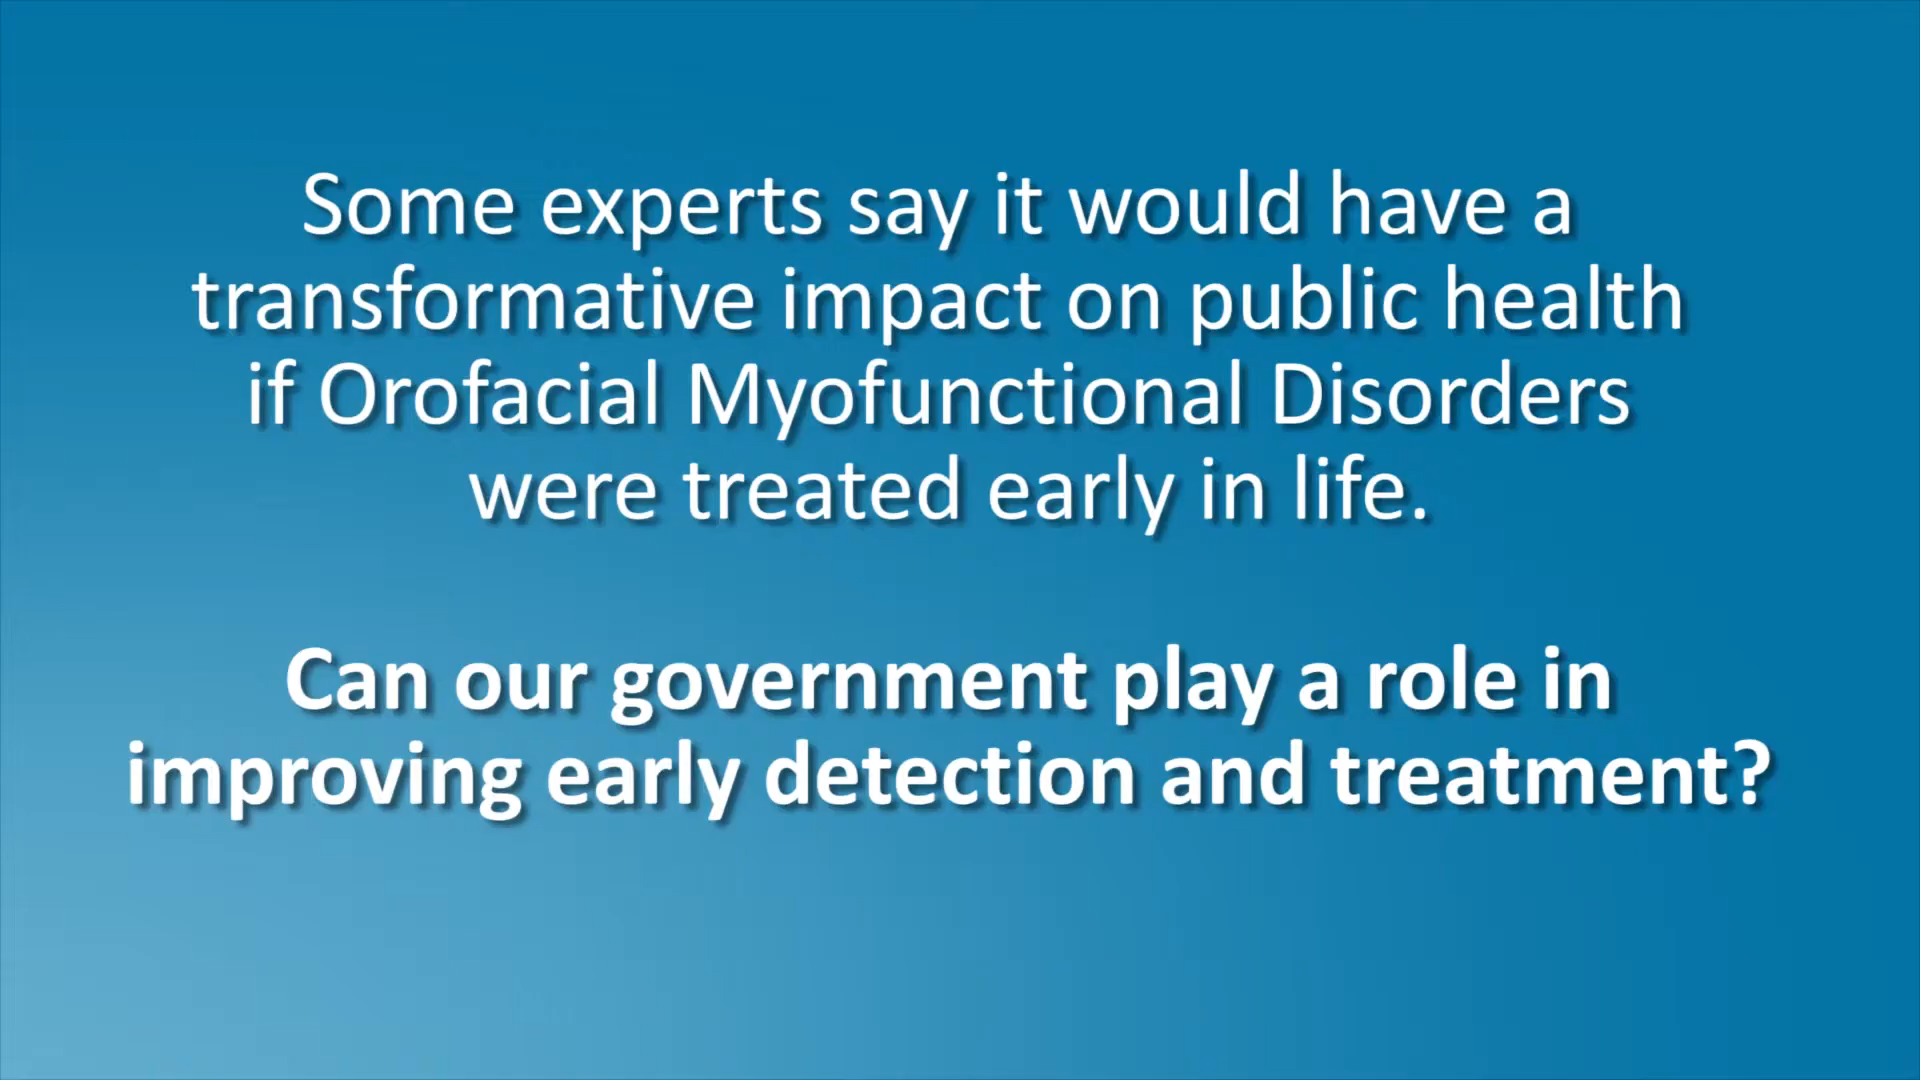 Some experts say it would have a
transformative impact on public health
if Orofacial Myofunctional Disorders
were treated early in life.
Can our government play a role in
improving early detection and treatment?